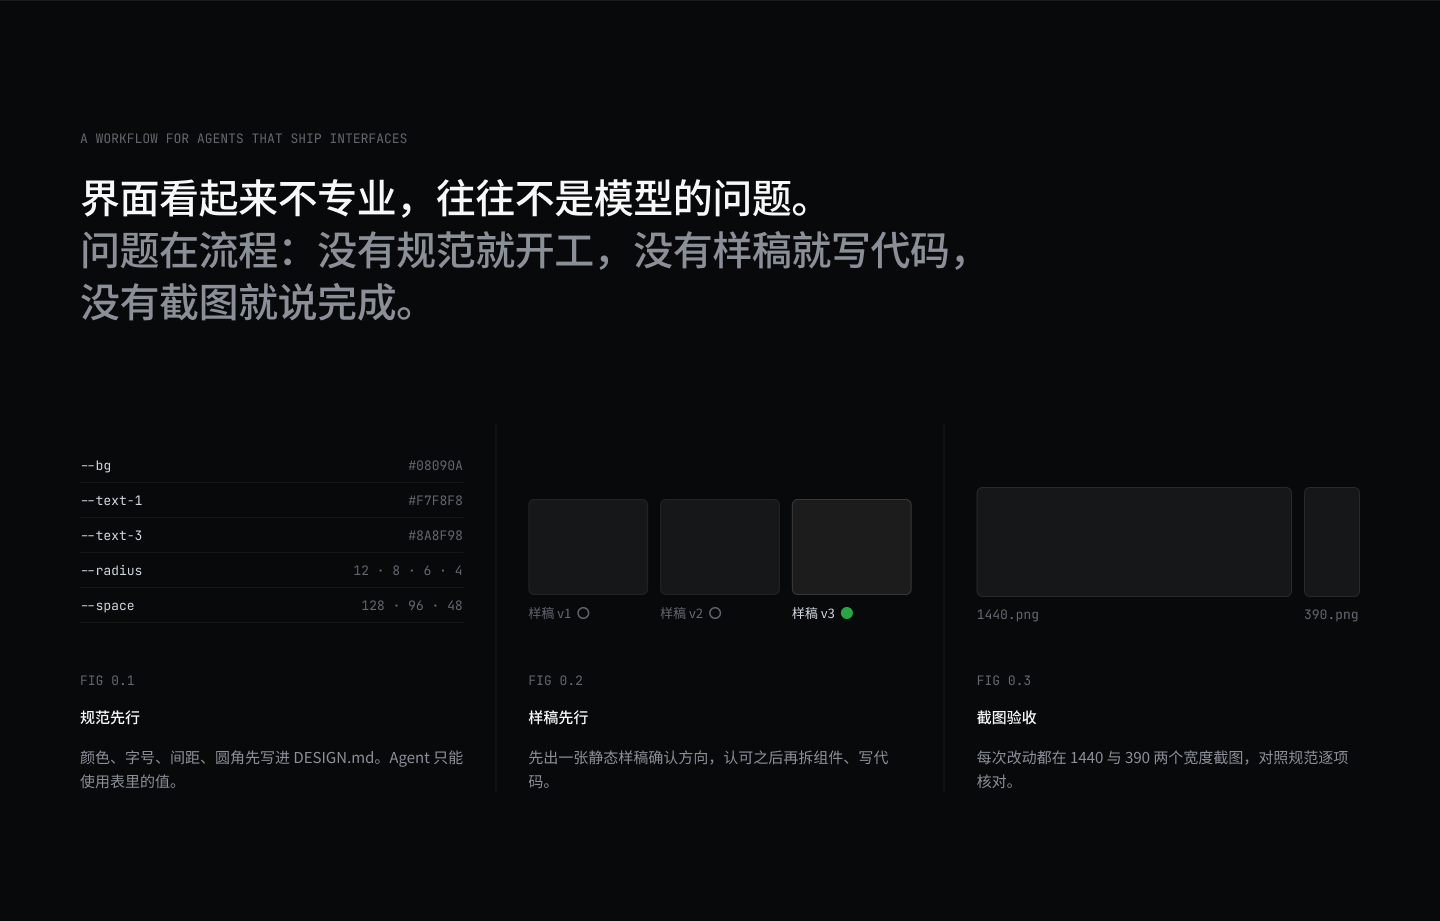 A WORKFLOW FOR AGENTS THAT SHIP INTERFACES
界面看起来不专业，往往不是模型的问题。
问题在流程：没有规范就开工，没有样稿就写代码，
没有截图就说完成。
--bg #08090A
--text-1 #F7F8F8
--text-3 #8A8F98
--radius 12 · 8 · 6 · 4
--space 128 · 96 · 48
FIG 0.1
规范先行
颜色、字号、间距、圆角先写进 DESIGN.md。Agent 只能
使用表里的值。
样稿 v1
样稿 v2
样稿 v3
FIG 0.2
样稿先行
先出一张静态样稿确认方向，认可之后再拆组件、写代
码。
1440.png
390.png
FIG 0.3
截图验收
每次改动都在 1440 与 390 两个宽度截图，对照规范逐项
核对。